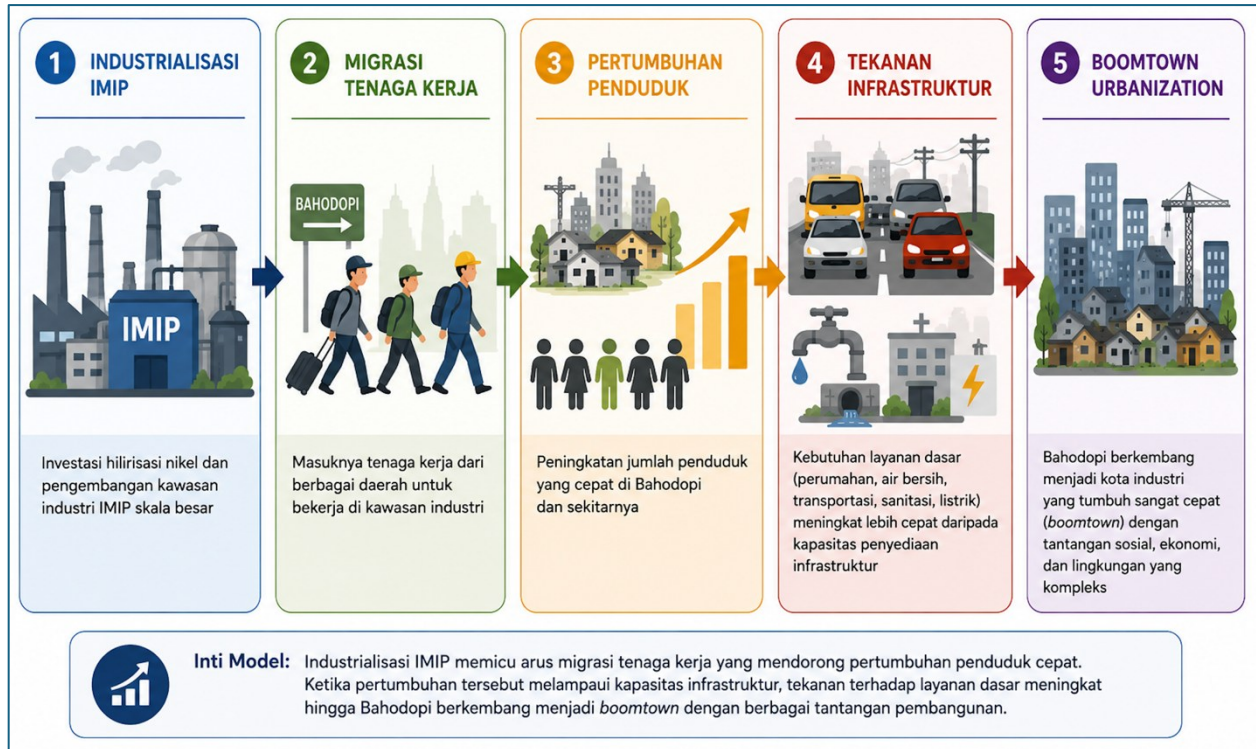 1 INDUSTRIALISASI
IMIP
IMIP
Investasi hilirisasi nikel dan
pengembangan kawasan
industri IMIP skala besar
2 MIGRASI
TENAGA KERJA
BAHODOPI
Masuknya tenaga kerja dari
berbagai daerah untuk
bekerja di kawasan industri
3 PERTUMBUHAN
PENDUDUK
Peningkatan jumlah penduduk
yang cepat di Bahodopi
dan sekitarnya
4 TEKANAN
INFRASTRUKTUR
Kebutuhan layanan dasar
(perumahan, air bersih,
transportasi, sanitasi, listrik)
meningkat lebih cepat daripada
kapasitas penyediaan
infrastruktur
5 BOOMTOWN
URBANIZATION
Bahodopi berkembang
menjadi kota industri
yang tumbuh sangat cepat
(boomtown) dengan
tantangan sosial, ekonomi,
dan lingkungan yang
kompleks
Inti Model: Industrialisasi IMIP memicu arus migrasi tenaga kerja yang mendorong pertumbuhan penduduk cepat.
Ketika pertumbuhan tersebut melampaui kapasitas infrastruktur, tekanan terhadap layanan dasar meningkat
hingga Bahodopi berkembang menjadi boomtown dengan berbagai tantangan pembangunan.